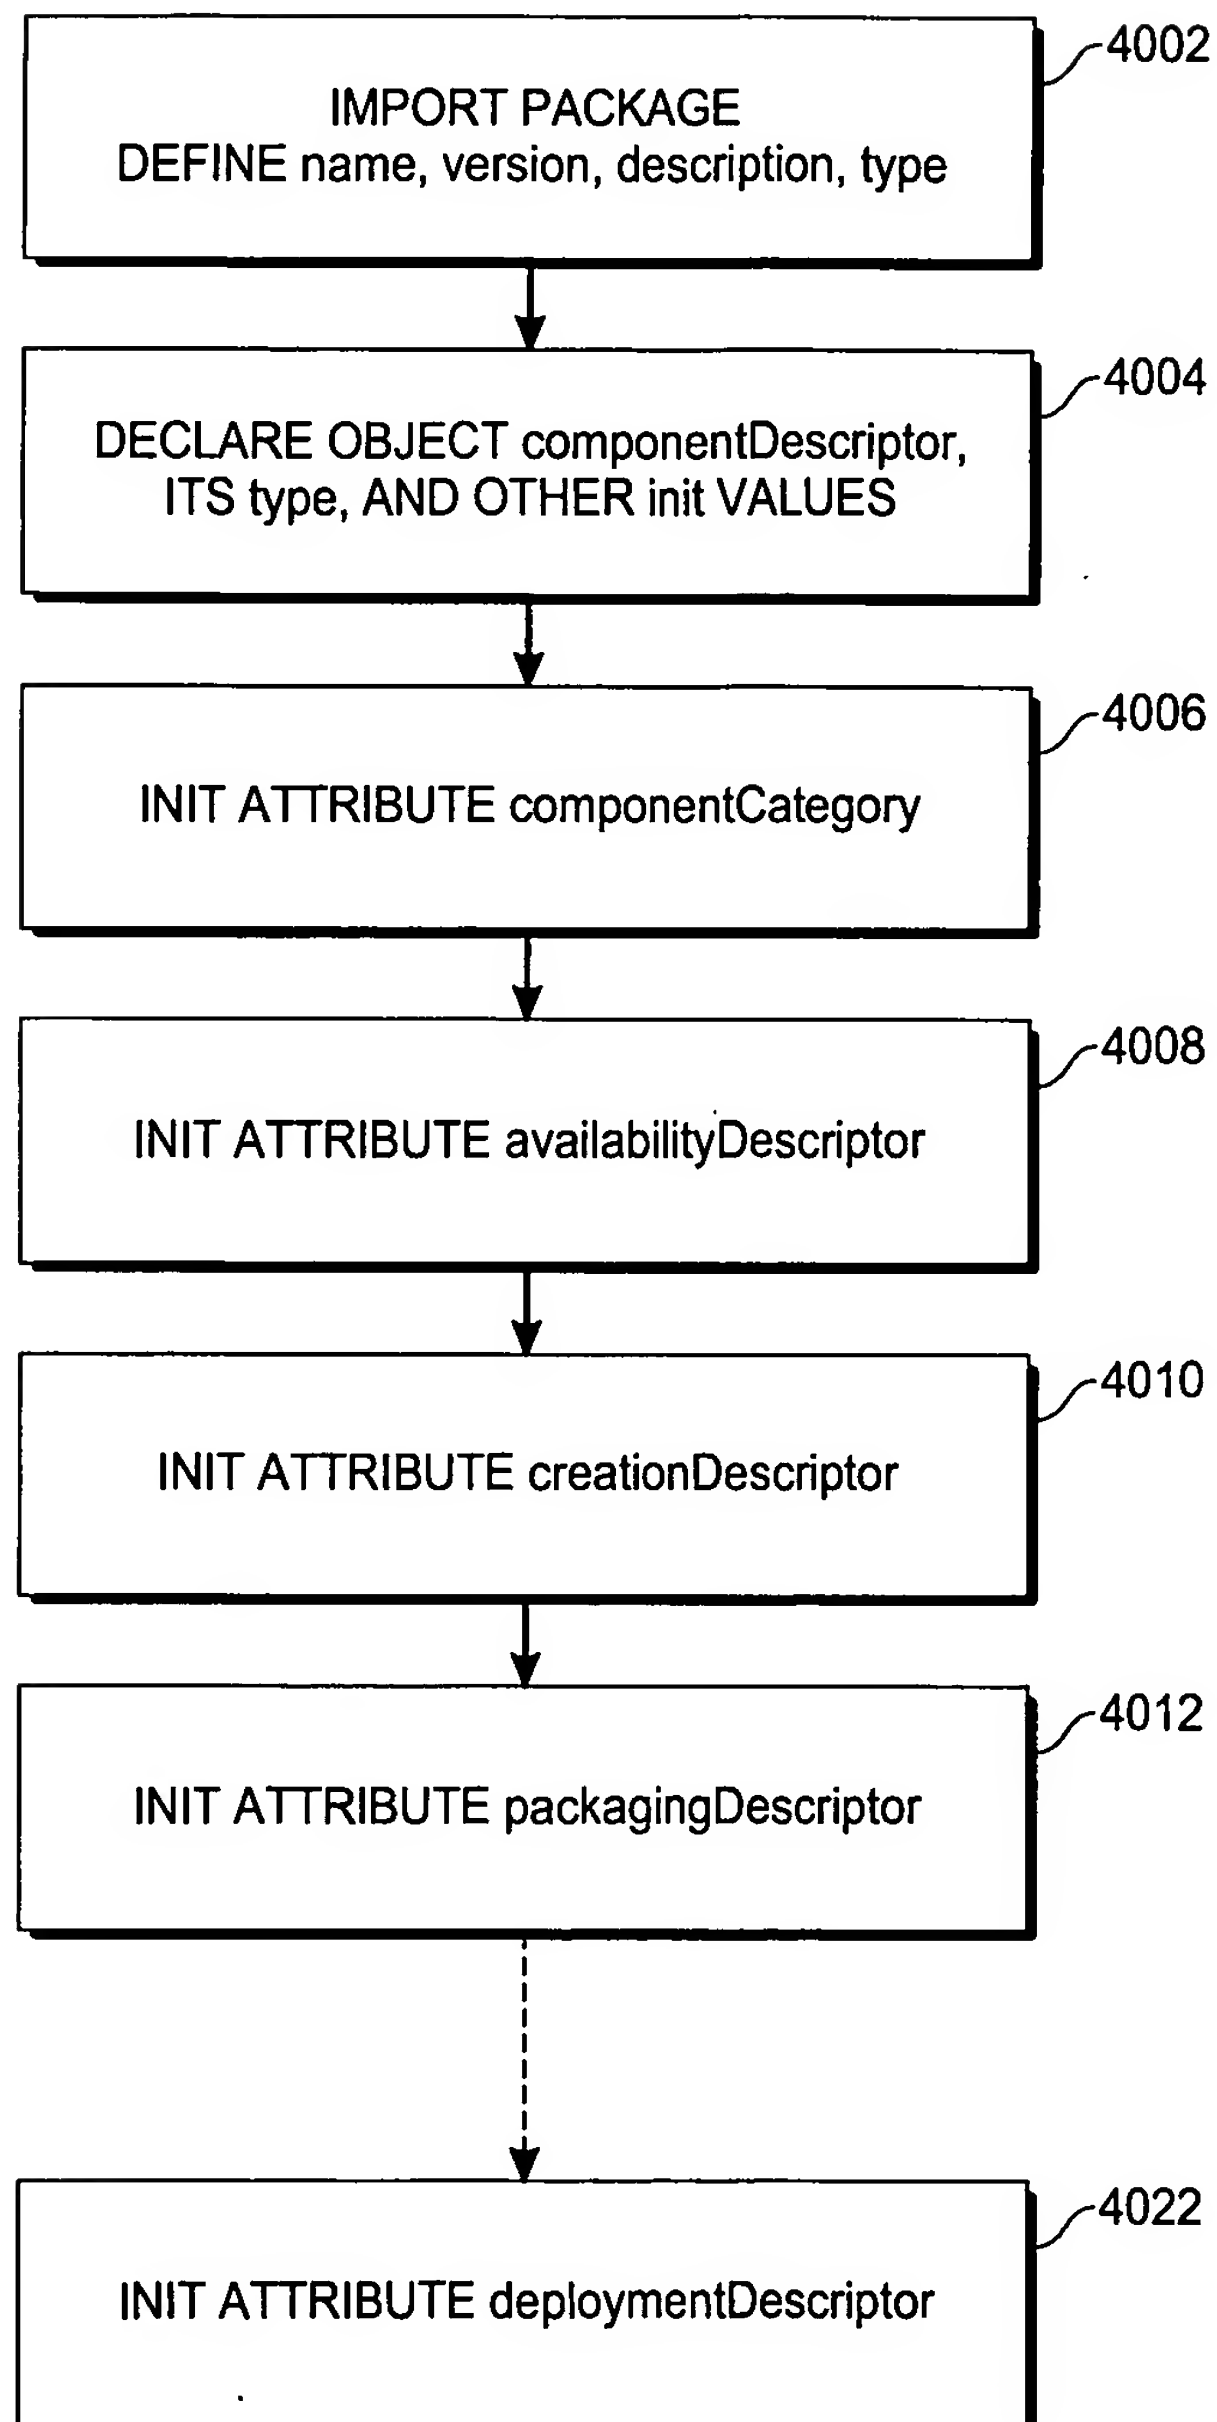 4002
IMPORT PACKAGE
DEFINE name, version, description, type
4004
DECLARE OBJECT componentDescriptor,
ITS type, AND OTHER init VALUES
4006
INIT ATTRIBUTE componentCategory
4008
INIT ATTRIBUTE availabilityDescriptor
4010
INIT ATTRIBUTE creationDescriptor
4012
INIT ATTRIBUTE packagingDescriptor
4022
INIT ATTRIBUTE deploymentDescriptor